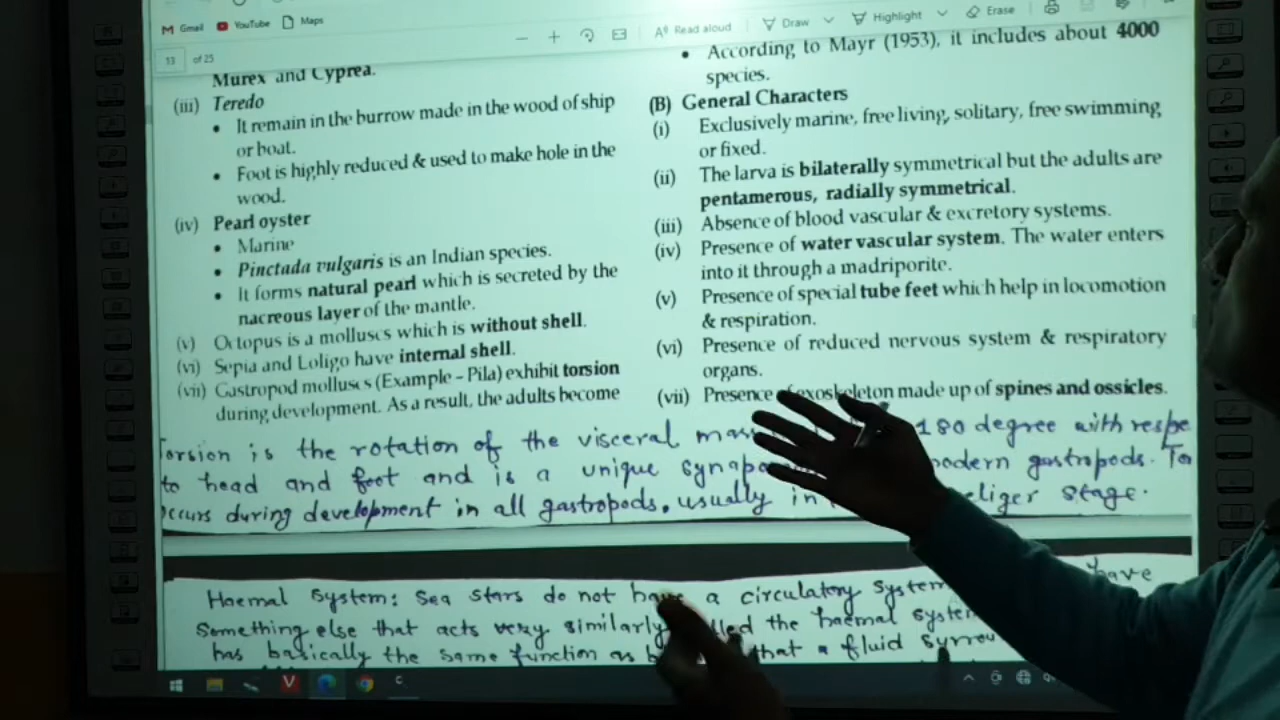 Gmail YouTube Maps
13 of 25
Read aloud Draw Highlight Erase
Murex and Cyprea.
(iii) Teredo
• It remain in the burrow made in the wood of ship
or boat.
• Foot is highly reduced & used to make hole in the
wood.
(iv) Pearl oyster
• Marine
• Pinctada vulgaris is an Indian species.
• It forms natural pearl which is secreted by the
nacreous layer of the mantle.
(v) Octopus is a molluscs which is without shell.
(vi) Sepia and Loligo have internal shell.
(vii) Gastropod molluscs (Example – Pila) exhibit torsion
during development. As a result, the adults become
• According to Mayr (1953), it includes about 4000
species.
(B) General Characters
(i) Exclusively marine, free living, solitary, free swimming
or fixed.
(ii) The larva is bilaterally symmetrical but the adults are
pentamerous, radially symmetrical.
(iii) Absence of blood vascular & excretory systems.
(iv) Presence of water vascular system. The water enters
into it through a madriporite.
(v) Presence of special tube feet which help in locomotion
& respiration.
(vi) Presence of reduced nervous system & respiratory
organs.
(vii) Presence of exoskeleton made up of spines and ossicles.
Torsion is the rotation of the visceral 180 degree with
to head and foot and is a unique modern gastropods.
occurs during development in all gastropods, usually in stage.
Haemal System: Sea stars do not have a circulatory system have
Something else that acts very similarly called the haemal system
has basically the same function as that a fluid